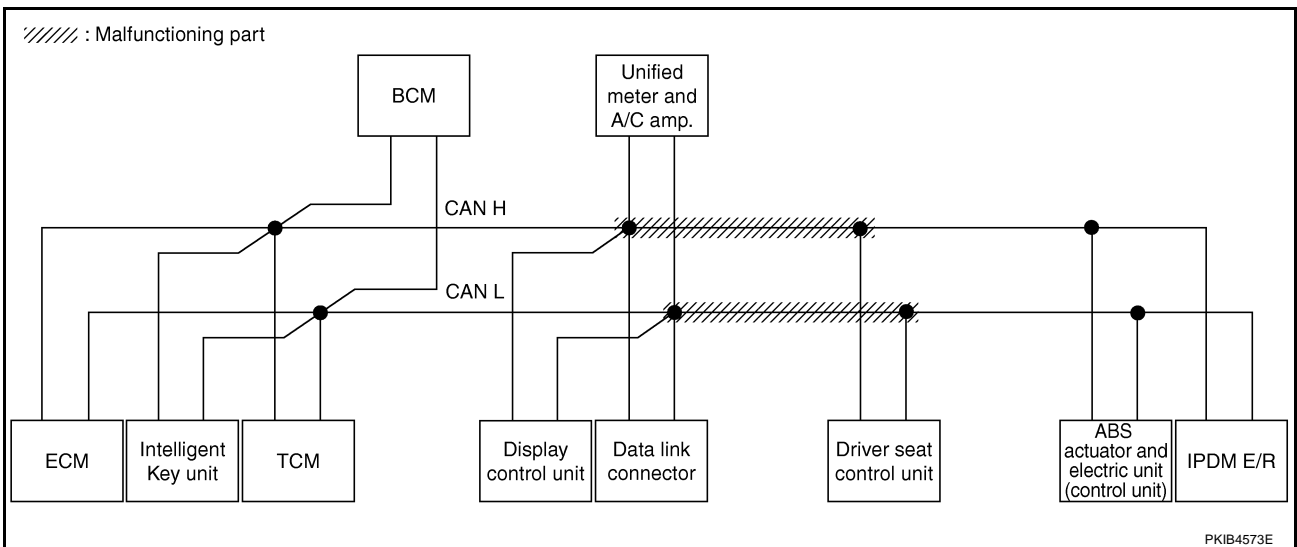 : Malfunctioning part
BCM
Unified
meter and
A/C amp.
CAN H
CAN L
ECM
Intelligent
Key unit
TCM
Display
control unit
Data link
connector
Driver seat
control unit
ABS
actuator and
electric unit
(control unit)
IPDM E/R
PKIB4573E